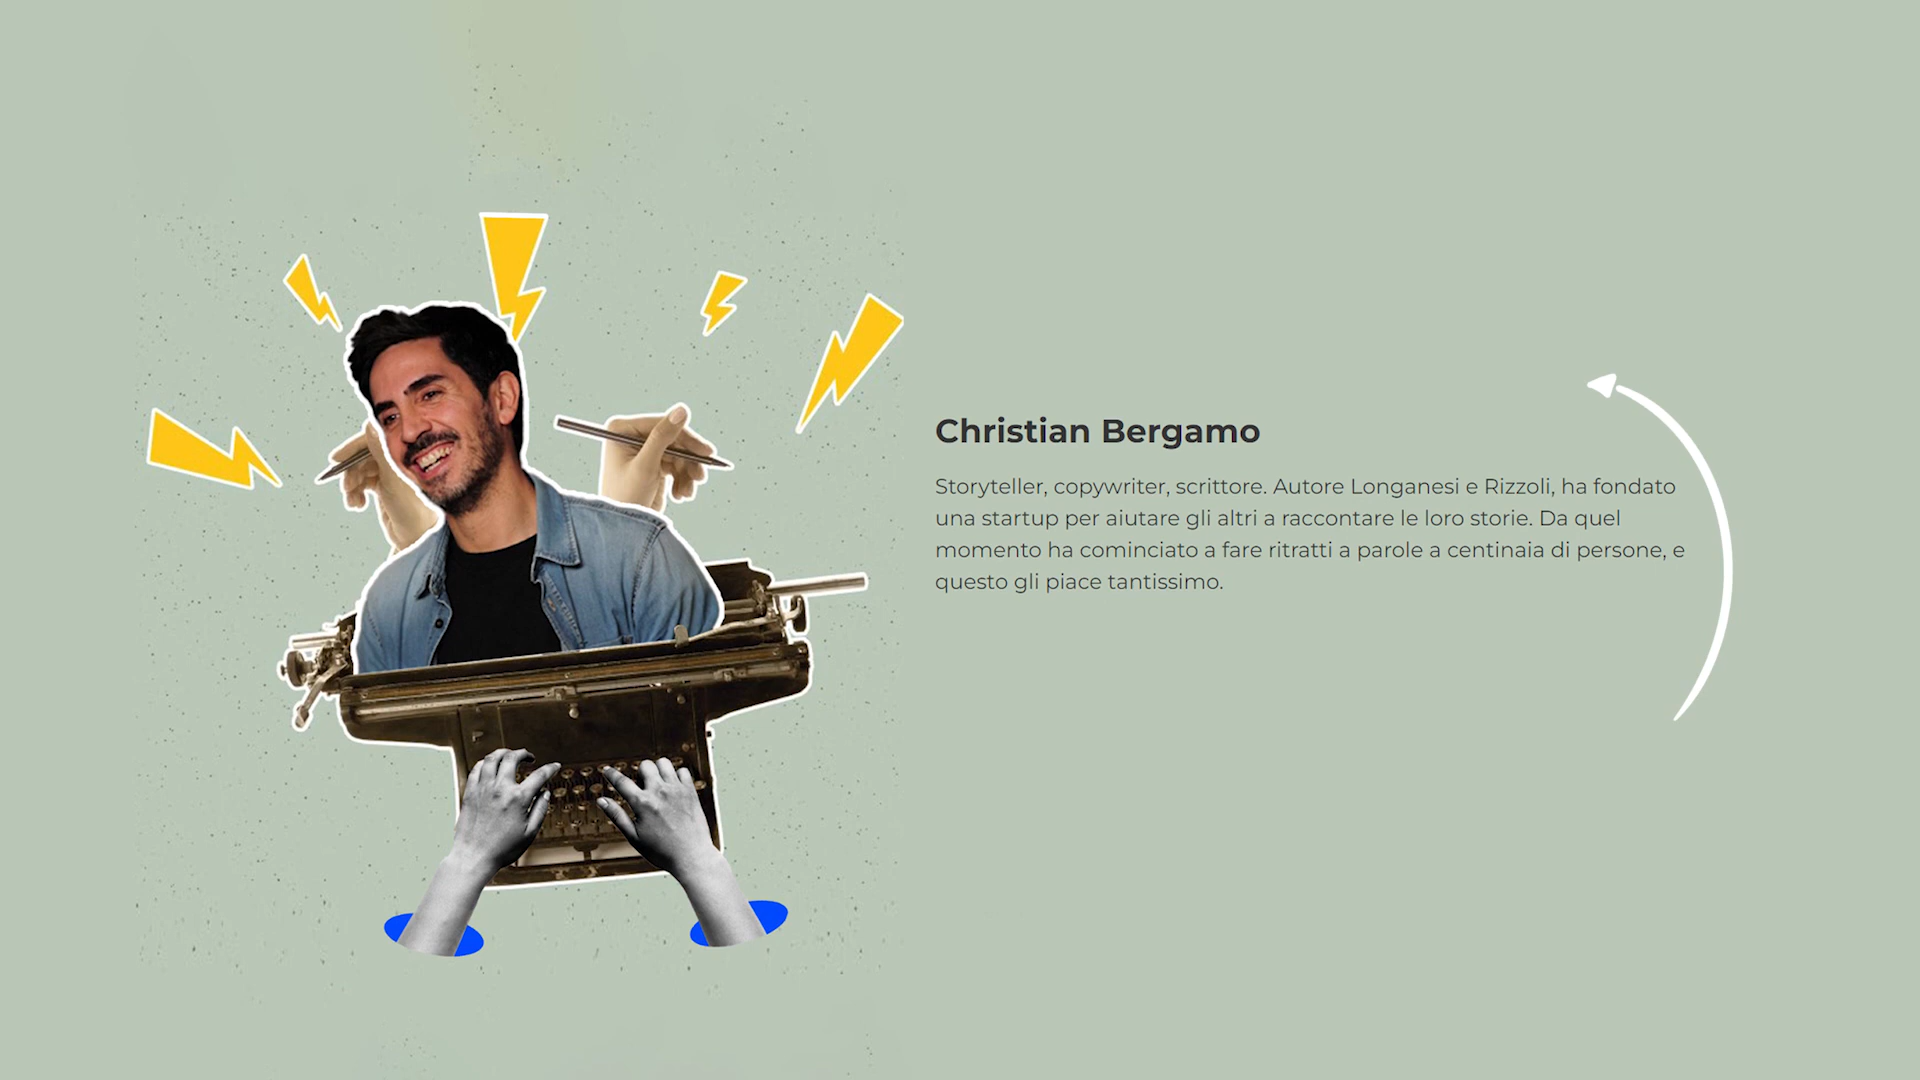 Christian Bergamo
Storyteller, copywriter, scrittore. Autore Longanesi e Rizzoli, ha fondato
una startup per aiutare gli altri a raccontare le loro storie. Da quel
momento ha cominciato a fare ritratti a parole a centinaia di persone, e
questo gli piace tantissimo.